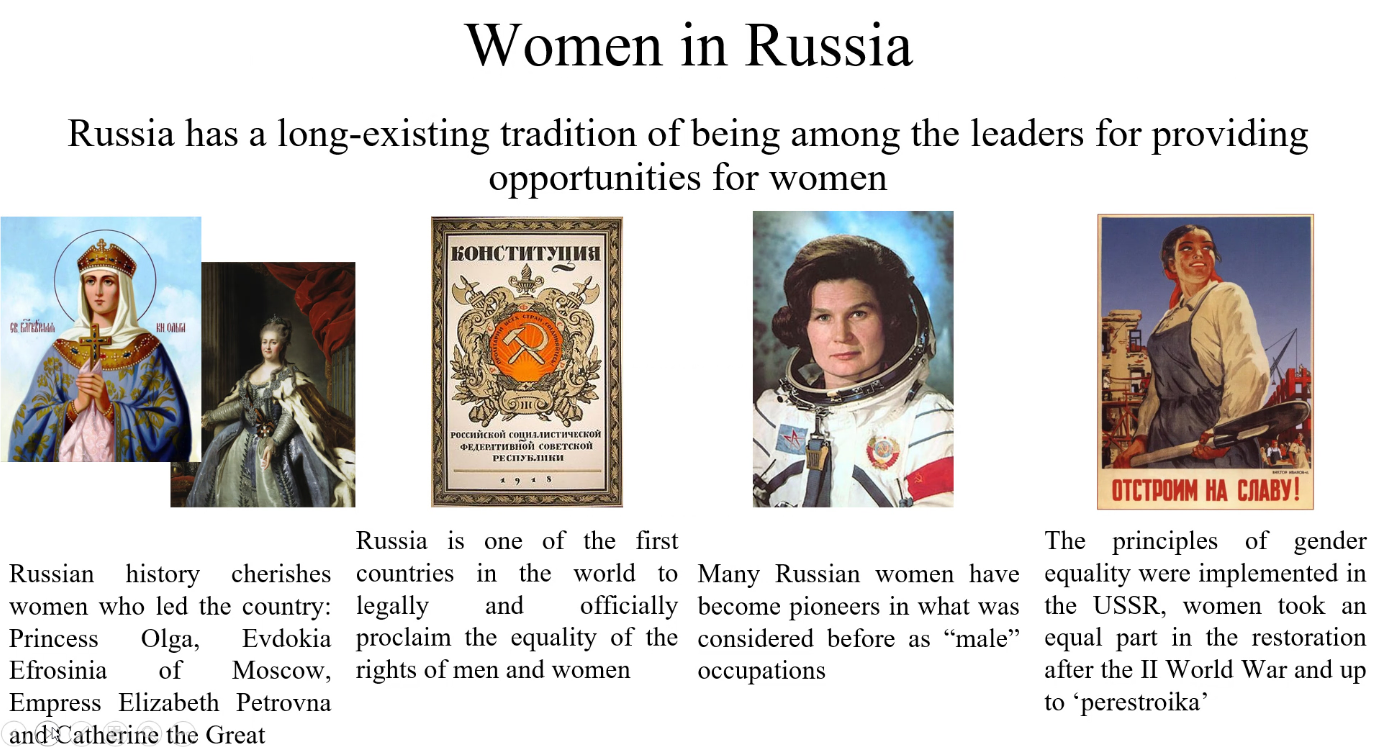 Women in Russia
Russia has a long-existing tradition of being among the leaders for providing
opportunities for women
КН ОЛЬГА
КОНСТИТУЦИЯ
РОССИЙСКОЙ СОЦИАЛИСТИЧЕСКОЙ
ФЕДЕРАТИВНОЙ СОВЕТСКОЙ
РЕСПУБЛИКИ
1918
ВИКТОР ИВАНОВ
ОТСТРОИМ НА СЛАВУ!
Russian history cherishes
women who led the country:
Princess Olga, Evdokia
Efrosinia of Moscow,
Empress Elizabeth Petrovna
and Catherine the Great
Russia is one of the first
countries in the world to
legally and officially
proclaim the equality of the
rights of men and women
Many Russian women have
become pioneers in what was
considered before as “male”
occupations
The principles of gender
equality were implemented in
the USSR, women took an
equal part in the restoration
after the II World War and up
to ‘perestroika’